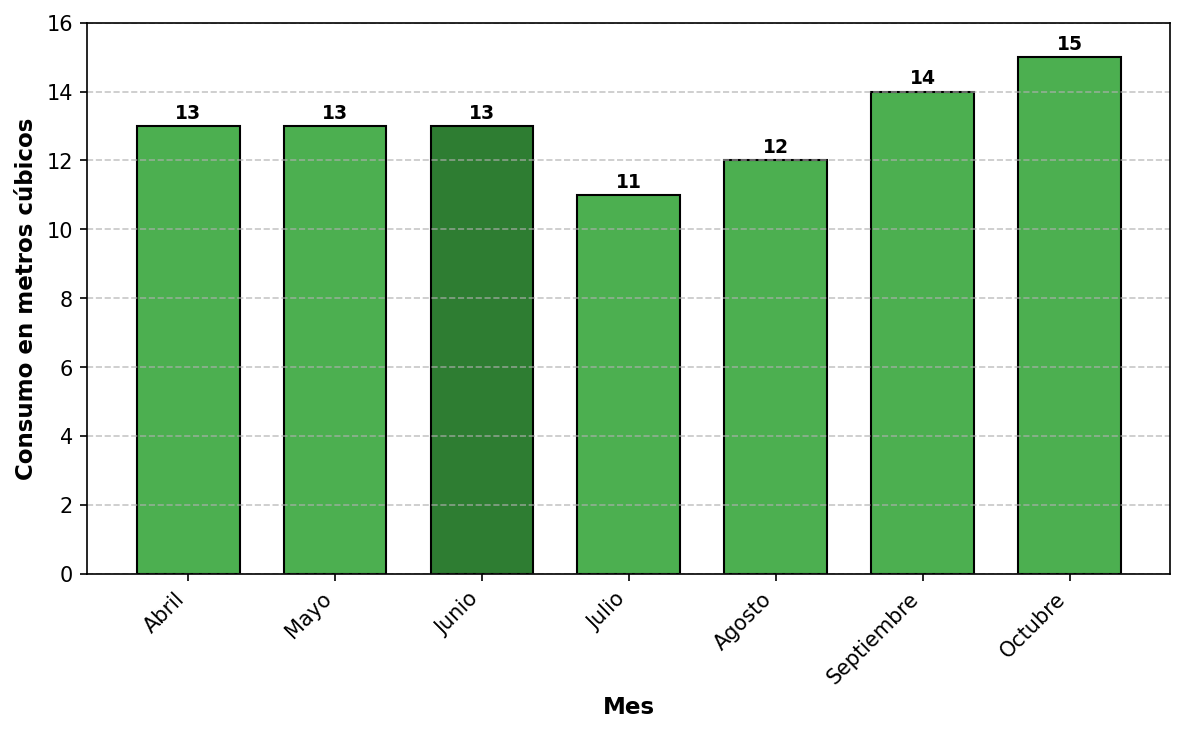 Consumo en metros cúbicos
16
14
12
10
8
6
4
2
0
13
13
13
11
12
14
15
Abril
Mayo
Junio
Julio
Agosto
Septiembre
Octubre
Mes